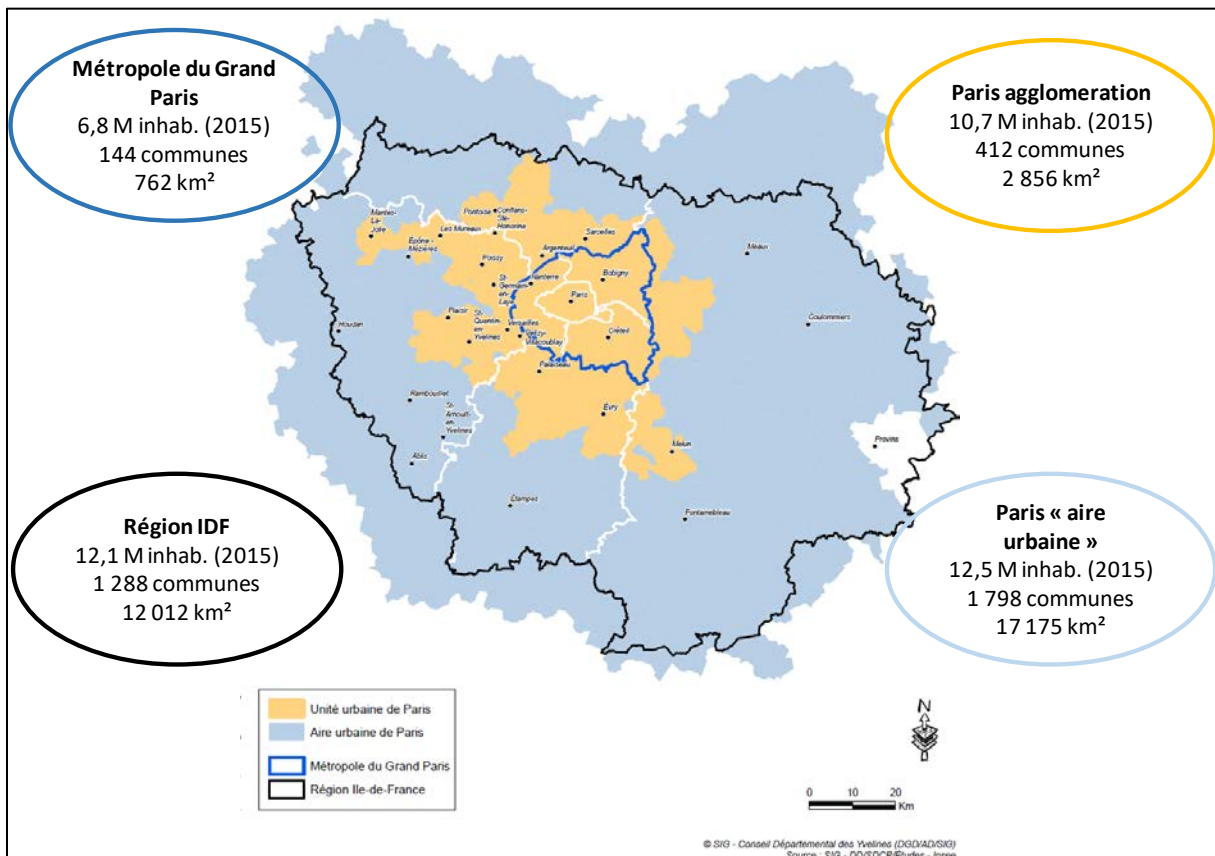 Métropole du Grand
Paris
6,8 M inhab. (2015)
144 communes
762 km²
Paris agglomeration
10,7 M inhab. (2015)
412 communes
2 856 km²
Mantes-
La-
Jolie
Épône -
Mézières
Les Mureaux
Pontoise
Conflans-
Ste-
Honorine
Poissy
St-
Germain-
en-
Laye
Argenteuil
Sarcelles
Nanterre
Bobigny
Paris
Créteil
Meaux
Coulommiers
Houdan
Plaisir
St-
Quentin-
en-
Yvelines
Versailles
Vélizy-
Villacoublay
Palaiseau
Rambouillet
St-
Arnoult-
en-
Yvelines
Ablis
Évry
Melun
Provins
Étampes
Fontainebleau
Région IDF
12,1 M inhab. (2015)
1 288 communes
12 012 km²
Paris « aire
urbaine »
12,5 M inhab. (2015)
1 798 communes
17 175 km²
Unité urbaine de Paris
Aire urbaine de Paris
Métropole du Grand Paris
Région Ile-de-France
N
0 10 20
Km
© SIG - Conseil Départemental des Yvelines (DGD/AD/SIG)
Source : SIG - DD/SDCP/Études - Insee